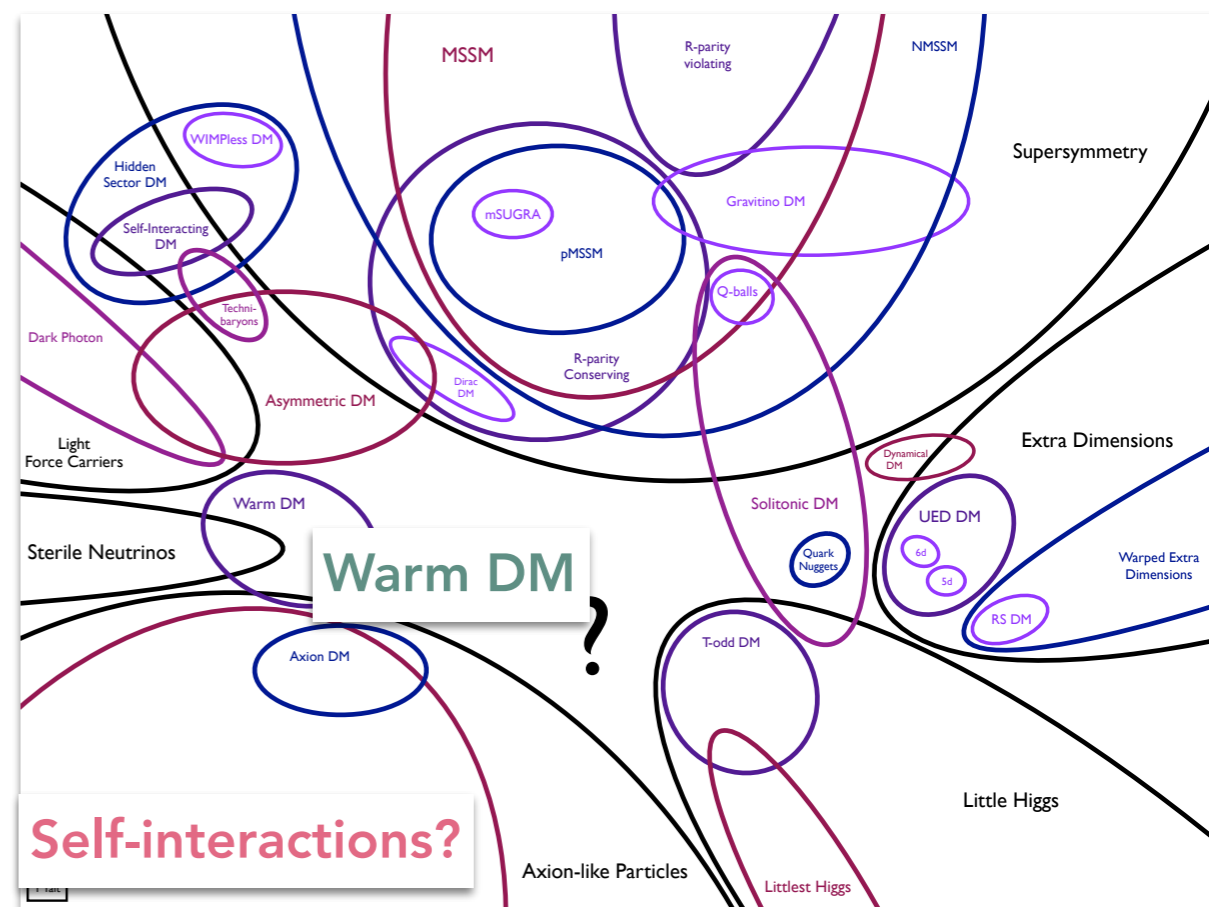 MSSM
R-parity
violating
NMSSM
WIMPless DM
Hidden
Sector DM
Supersymmetry
mSUGRA
Gravitino DM
Self-Interacting
DM
pMSSM
Q-balls
Techni-
baryons
Dark Photon
R-parity
Conserving
Dirac
DM
Asymmetric DM
Light
Force Carriers
Extra Dimensions
Dynamical
DM
Warm DM
Solitonic DM
UED DM
Sterile Neutrinos
Warm DM
Quark
Nuggets
6d
5d
Warped Extra
Dimensions
RS DM
?
T-odd DM
Axion DM
Little Higgs
Self-interactions?
Axion-like Particles
Littlest Higgs